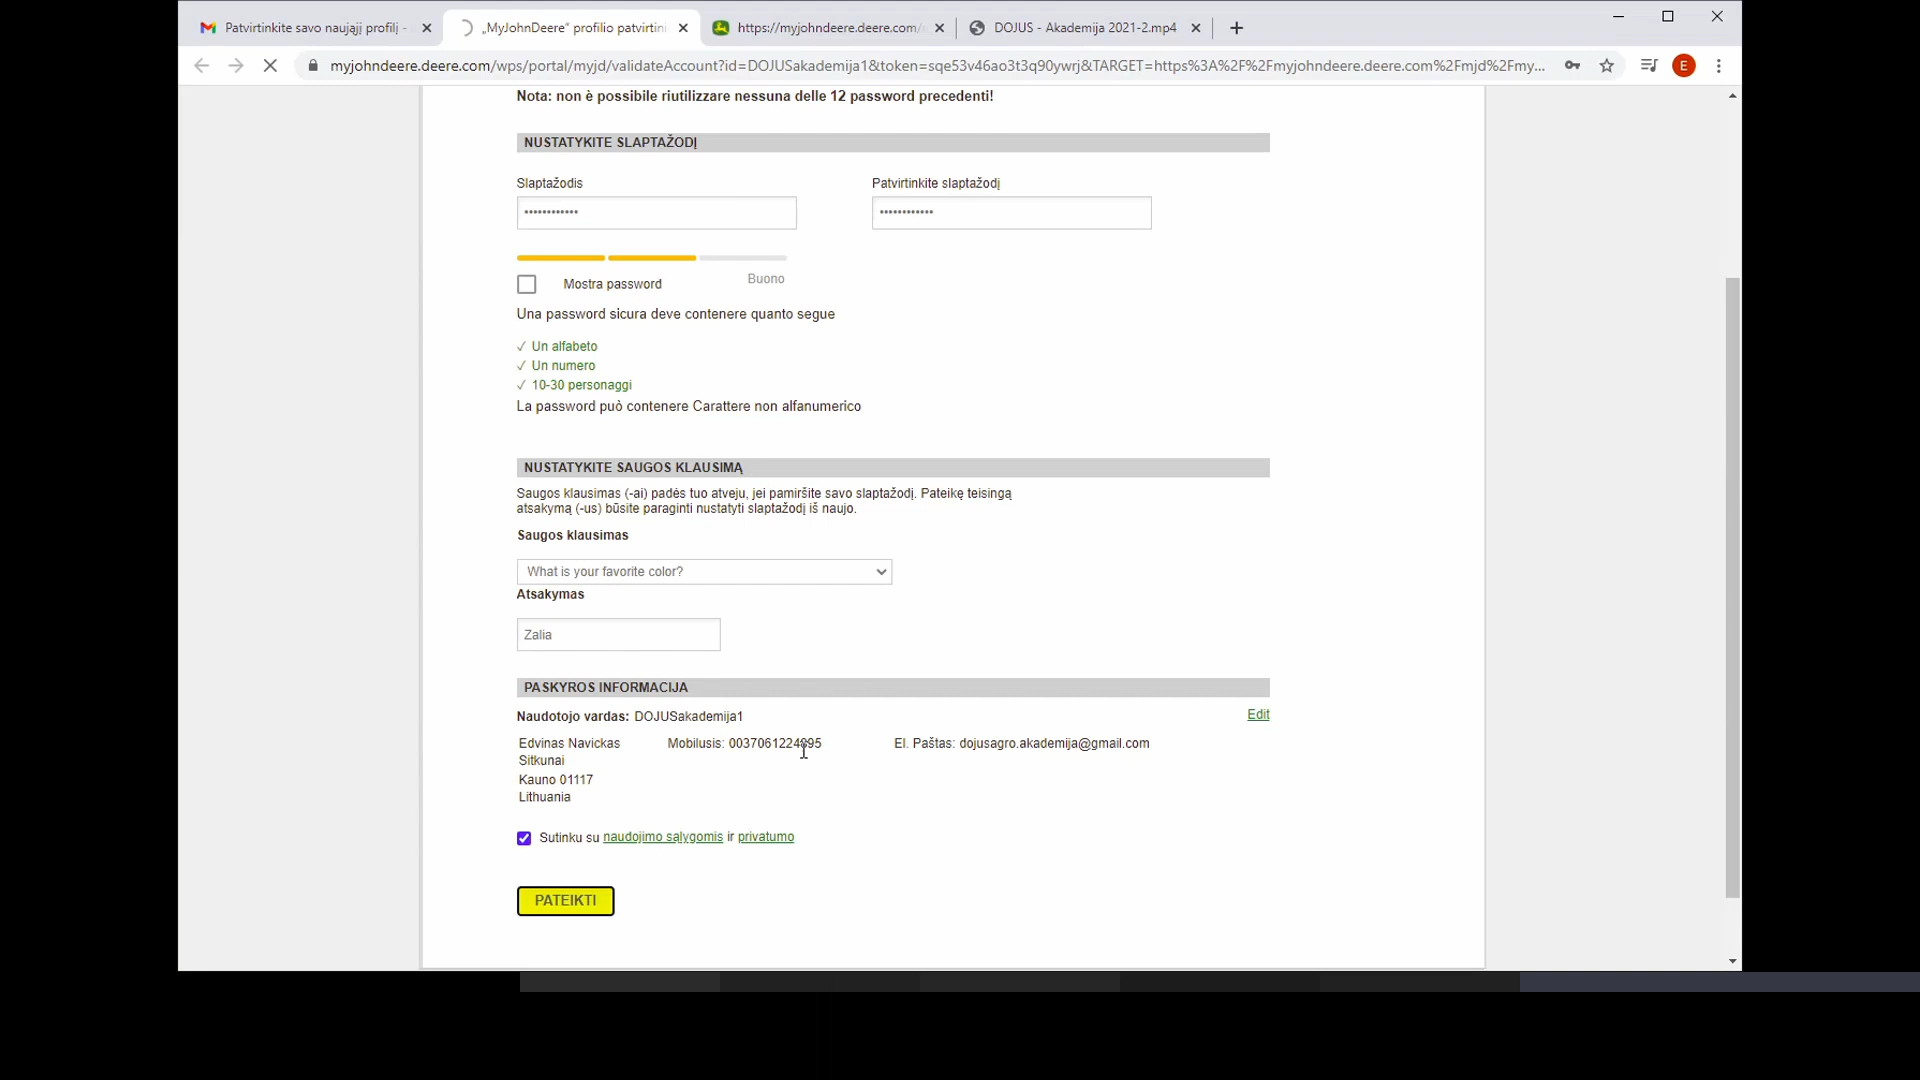 Patvirtinkite savo naująjį profilį -
„MyJohnDeere“ profilio patvirtini
https://myjohndeere.deere.com/
DOJUS - Akademija 2021-2.mp4
myjohndeere.deere.com/wps/portal/myjd/validateAccount?id=DOJUSakademija1&token=sqe53v46ao3t3q90ywrj&TARGET=https%3A%2F%2Fmyjohndeere.deere.com%2Fmjd%2Fmy...
E
Nota: non è possibile riutilizzare nessuna delle 12 password precedenti!
NUSTATYKITE SLAPTAŽODĮ
Slaptažodis
Patvirtinkite slaptažodį
••••••••••••
••••••••••••
Buono
Mostra password
Una password sicura deve contenere quanto segue
✓ Un alfabeto
✓ Un numero
✓ 10-30 personaggi
La password può contenere Carattere non alfanumerico
NUSTATYKITE SAUGOS KLAUSIMĄ
Saugos klausimas (-ai) padės tuo atveju, jei pamiršite savo slaptažodį. Pateikę teisingą
atsakymą (-us) būsite paraginti nustatyti slaptažodį iš naujo.
Saugos klausimas
What is your favorite color?
Atsakymas
Zalia
PASKYROS INFORMACIJA
Naudotojo vardas: DOJUSakademija1
Edit
Edvinas Navickas
Mobilusis:
El. Paštas: dojusagro.akademija@gmail.com
Sitkunai
Kauno 01117
Lithuania
Sutinku su naudojimo sąlygomis ir privatumo
PATEIKTI